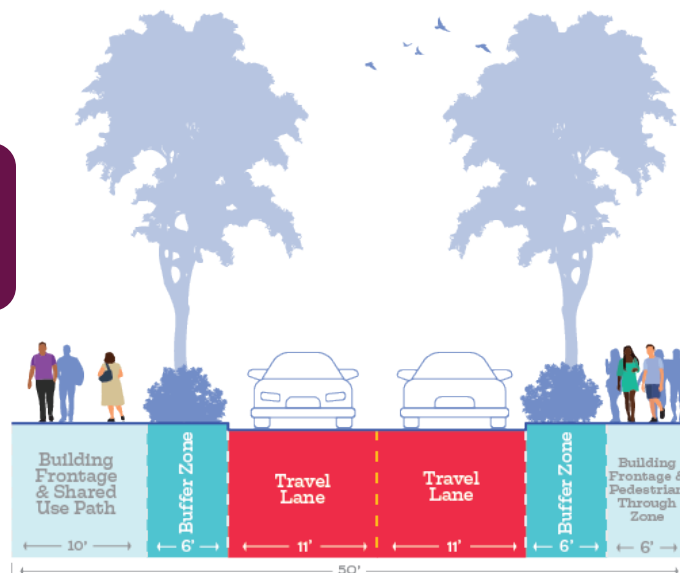 Building
Frontage
& Shared
Use Path
10'
Buffer Zone
6'
Travel
Lane
11'
Travel
Lane
11'
Buffer Zone
6'
Building
Frontage &
Pedestrian
Through
Zone
6'
50'